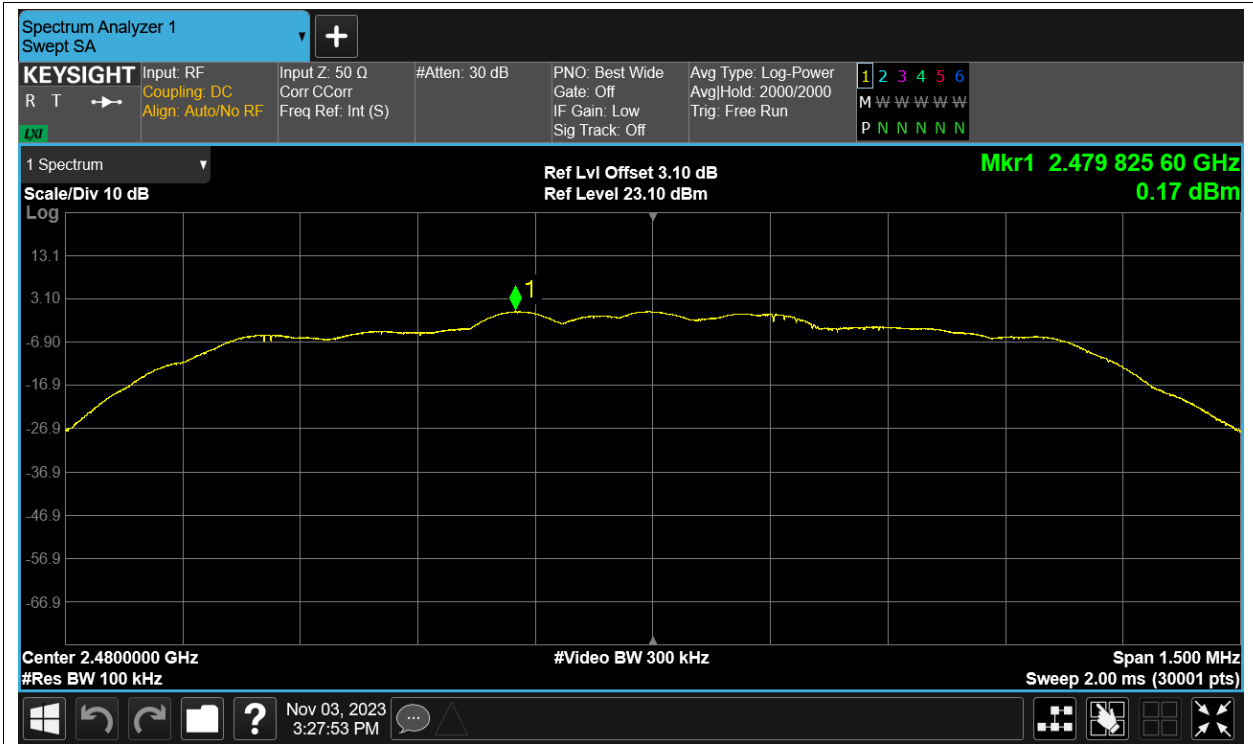 Spectrum Analyzer 1
Swept SA
+
KEYSIGHT
R T
LXI
Input: RF
Coupling: DC
Align: Auto/No RF
Input Z: 50 Ω
Corr CCorr
Freq Ref: Int (S)
#Atten: 30 dB
PNO: Best Wide
Gate: Off
IF Gain: Low
Sig Track: Off
Avg Type: Log-Power
Avg|Hold: 2000/2000
Trig: Free Run
1 2 3 4 5 6
M W W W W W W
P N N N N N N
1 Spectrum
Scale/Div 10 dB
Log
Ref Lvl Offset 3.10 dB
Ref Level 23.10 dBm
Mkr1 2.479 825 60 GHz
0.17 dBm
13.1
3.10
-6.90
-16.9
-26.9
-36.9
-46.9
-56.9
-66.9
1
Center 2.4800000 GHz
#Res BW 100 kHz
#Video BW 300 kHz
Span 1.500 MHz
Sweep 2.00 ms (30001 pts)
?
Nov 03, 2023
3:27:53 PM